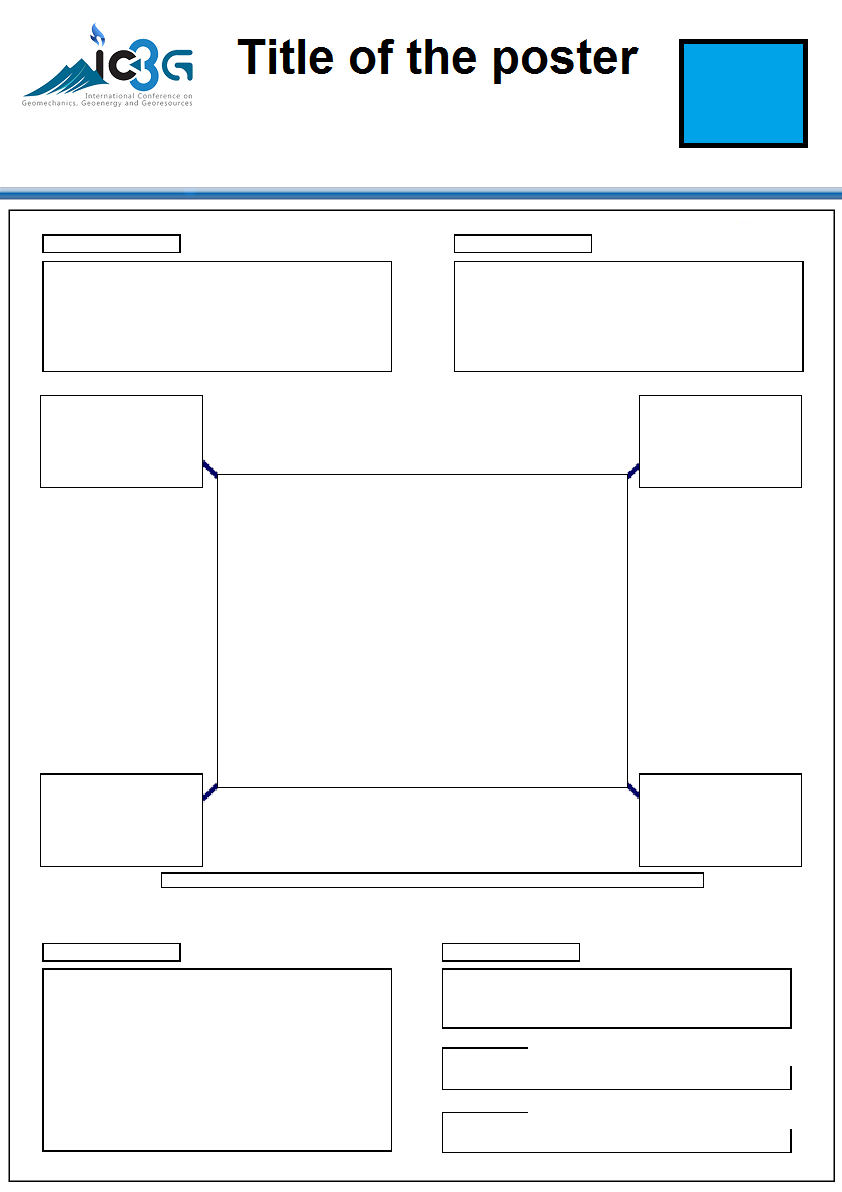 ic3G
Title of the poster
International Conference on
Geomechanics, Geoenergy and Georesources